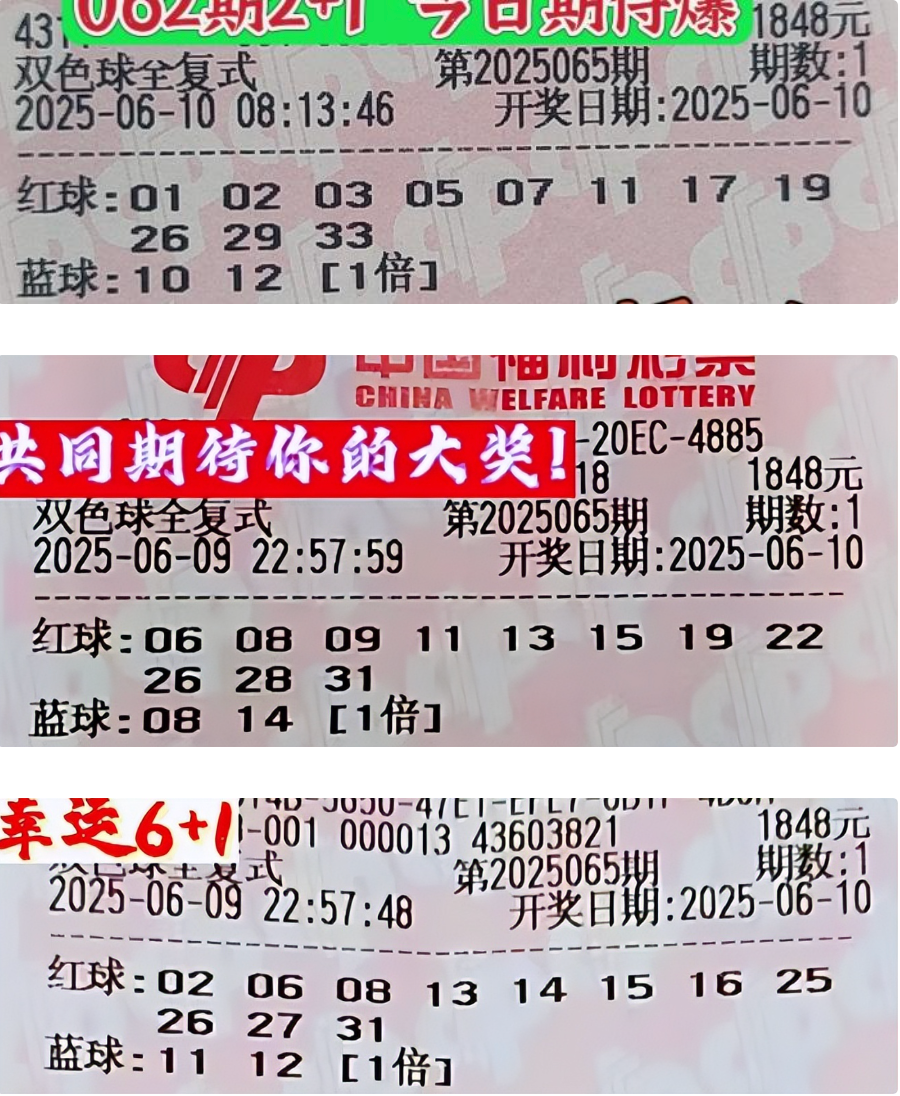 062期2+1 今日期待爆
1848元
双色球全复式 第2025065期 期数:1
2025-06-10 08:13:46 开奖日期:2025-06-10
红球:01 02 03 05 07 11 17 19
26 29 33
蓝球:10 12 [1倍]
中国福利彩票
CHINA WELFARE LOTTERY
共同期待你的大奖!
-20EC-4885
18 1848元
双色球全复式 第2025065期 期数:1
2025-06-09 22:57:59 开奖日期:2025-06-10
红球:06 08 09 11 13 15 19 22
26 28 31
蓝球:08 14 [1倍]
幸运6+1
-001 000013 43603821 1848元
双色球全复式 第2025065期 期数:1
2025-06-09 22:57:48 开奖日期:2025-06-10
红球:02 06 08 13 14 15 16 25
26 27 31
蓝球:11 12 [1倍]